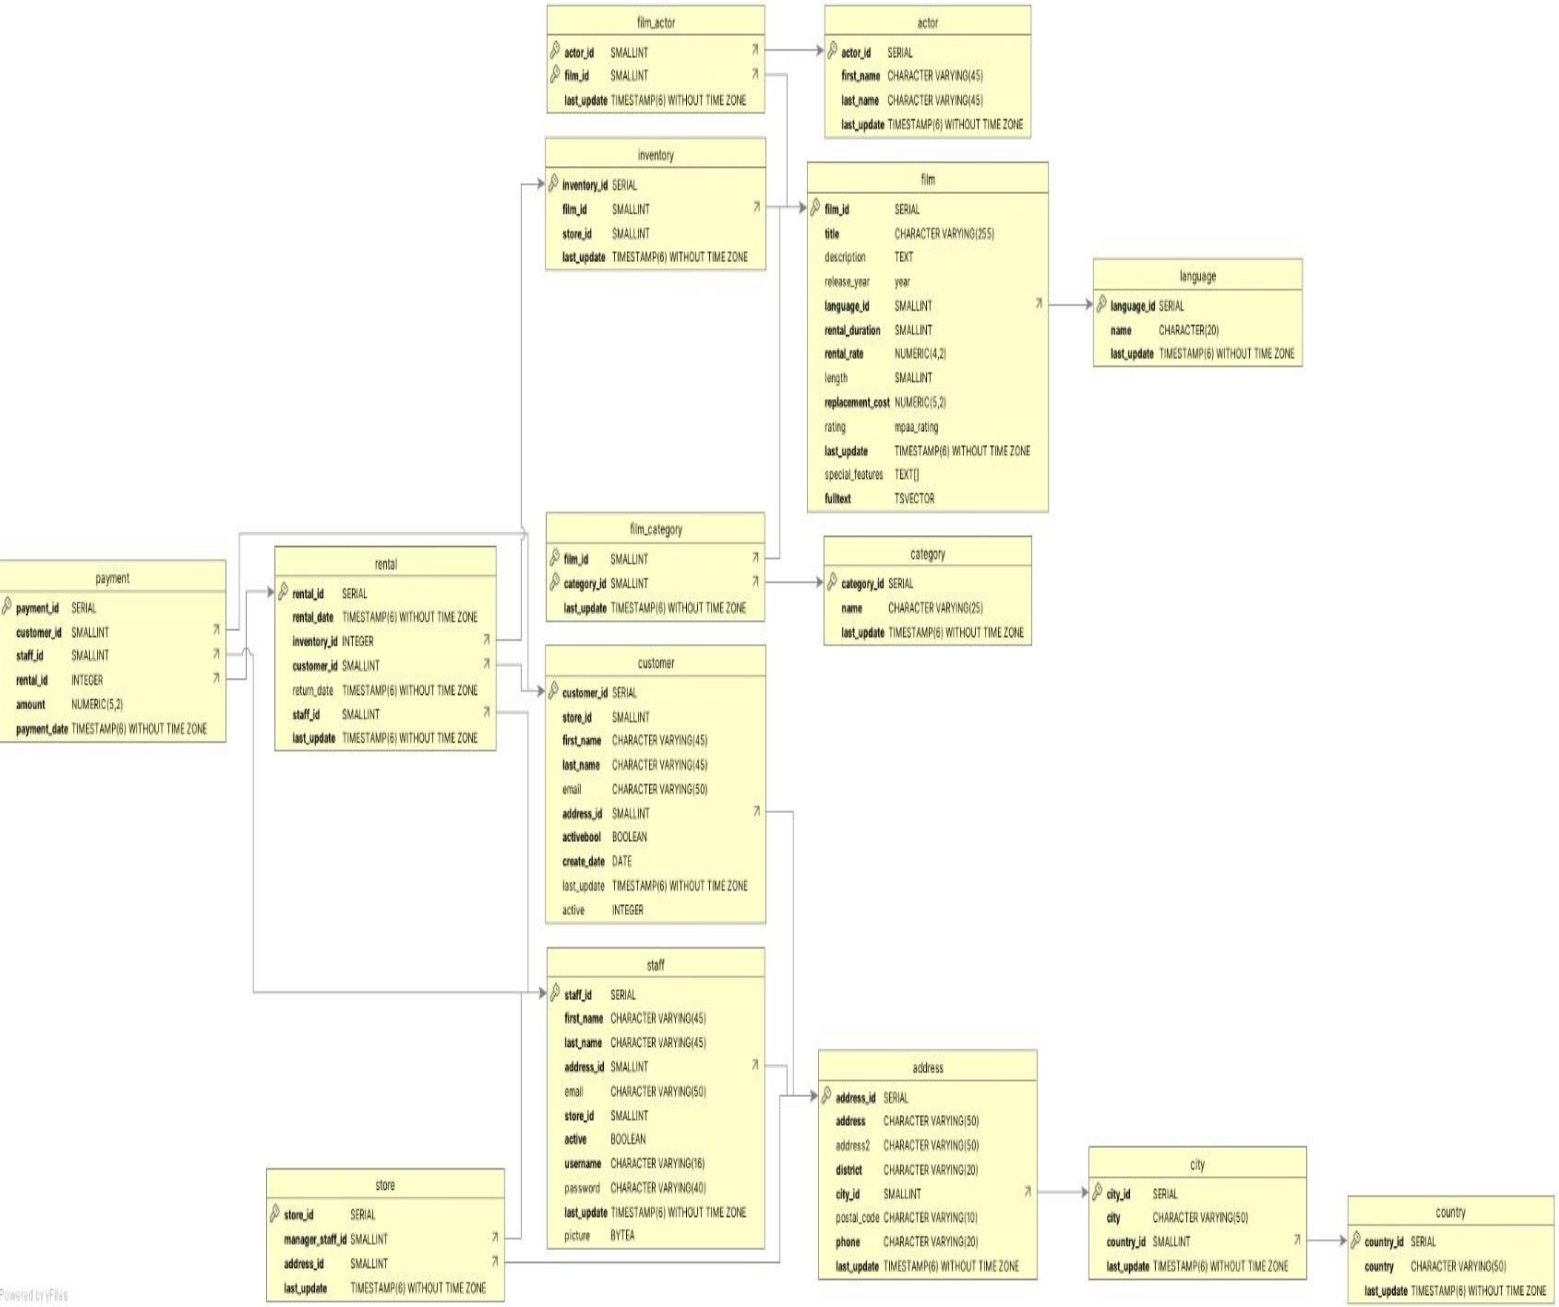 film_actor
actor_id SMALLINT
film_id SMALLINT
last_update TIMESTAMP(6) WITHOUT TIME ZONE
actor
actor_id SERIAL
first_name CHARACTER VARYING(45)
last_name CHARACTER VARYING(45)
last_update TIMESTAMP(6) WITHOUT TIME ZONE
inventory
inventory_id SERIAL
film_id SMALLINT
store_id SMALLINT
last_update TIMESTAMP(6) WITHOUT TIME ZONE
film
film_id SERIAL
title CHARACTER VARYING(255)
description TEXT
release_year year
language_id SMALLINT
rental_duration SMALLINT
rental_rate NUMERIC(4,2)
length SMALLINT
replacement_cost NUMERIC(5,2)
rating mpaa_rating
last_update TIMESTAMP(6) WITHOUT TIME ZONE
special_features TEXT[]
fulltext TSVECTOR
language
language_id SERIAL
name CHARACTER(20)
last_update TIMESTAMP(6) WITHOUT TIME ZONE
film_category
film_id SMALLINT
category_id SMALLINT
last_update TIMESTAMP(6) WITHOUT TIME ZONE
category
category_id SERIAL
name CHARACTER VARYING(25)
last_update TIMESTAMP(6) WITHOUT TIME ZONE
payment
payment_id SERIAL
customer_id SMALLINT
staff_id SMALLINT
rental_id INTEGER
amount NUMERIC(5,2)
payment_date TIMESTAMP(6) WITHOUT TIME ZONE
rental
rental_id SERIAL
rental_date TIMESTAMP(6) WITHOUT TIME ZONE
inventory_id INTEGER
customer_id SMALLINT
return_date TIMESTAMP(6) WITHOUT TIME ZONE
staff_id SMALLINT
last_update TIMESTAMP(6) WITHOUT TIME ZONE
customer
customer_id SERIAL
store_id SMALLINT
first_name CHARACTER VARYING(45)
last_name CHARACTER VARYING(45)
email CHARACTER VARYING(50)
address_id SMALLINT
activebool BOOLEAN
create_date DATE
last_update TIMESTAMP(6) WITHOUT TIME ZONE
active INTEGER
staff
staff_id SERIAL
first_name CHARACTER VARYING(45)
last_name CHARACTER VARYING(45)
address_id SMALLINT
email CHARACTER VARYING(50)
store_id SMALLINT
active BOOLEAN
username CHARACTER VARYING(16)
password CHARACTER VARYING(40)
last_update TIMESTAMP(6) WITHOUT TIME ZONE
picture BYTEA
store
store_id SERIAL
manager_staff_id SMALLINT
address_id SMALLINT
last_update TIMESTAMP(6) WITHOUT TIME ZONE
address
address_id SERIAL
address CHARACTER VARYING(50)
address2 CHARACTER VARYING(50)
district CHARACTER VARYING(20)
city_id SMALLINT
postal_code CHARACTER VARYING(10)
phone CHARACTER VARYING(20)
last_update TIMESTAMP(6) WITHOUT TIME ZONE
city
city_id SERIAL
city CHARACTER VARYING(50)
country_id SMALLINT
last_update TIMESTAMP(6) WITHOUT TIME ZONE
country
country_id SERIAL
country CHARACTER VARYING(50)
last_update TIMESTAMP(6) WITHOUT TIME ZONE
Powered by yFiles